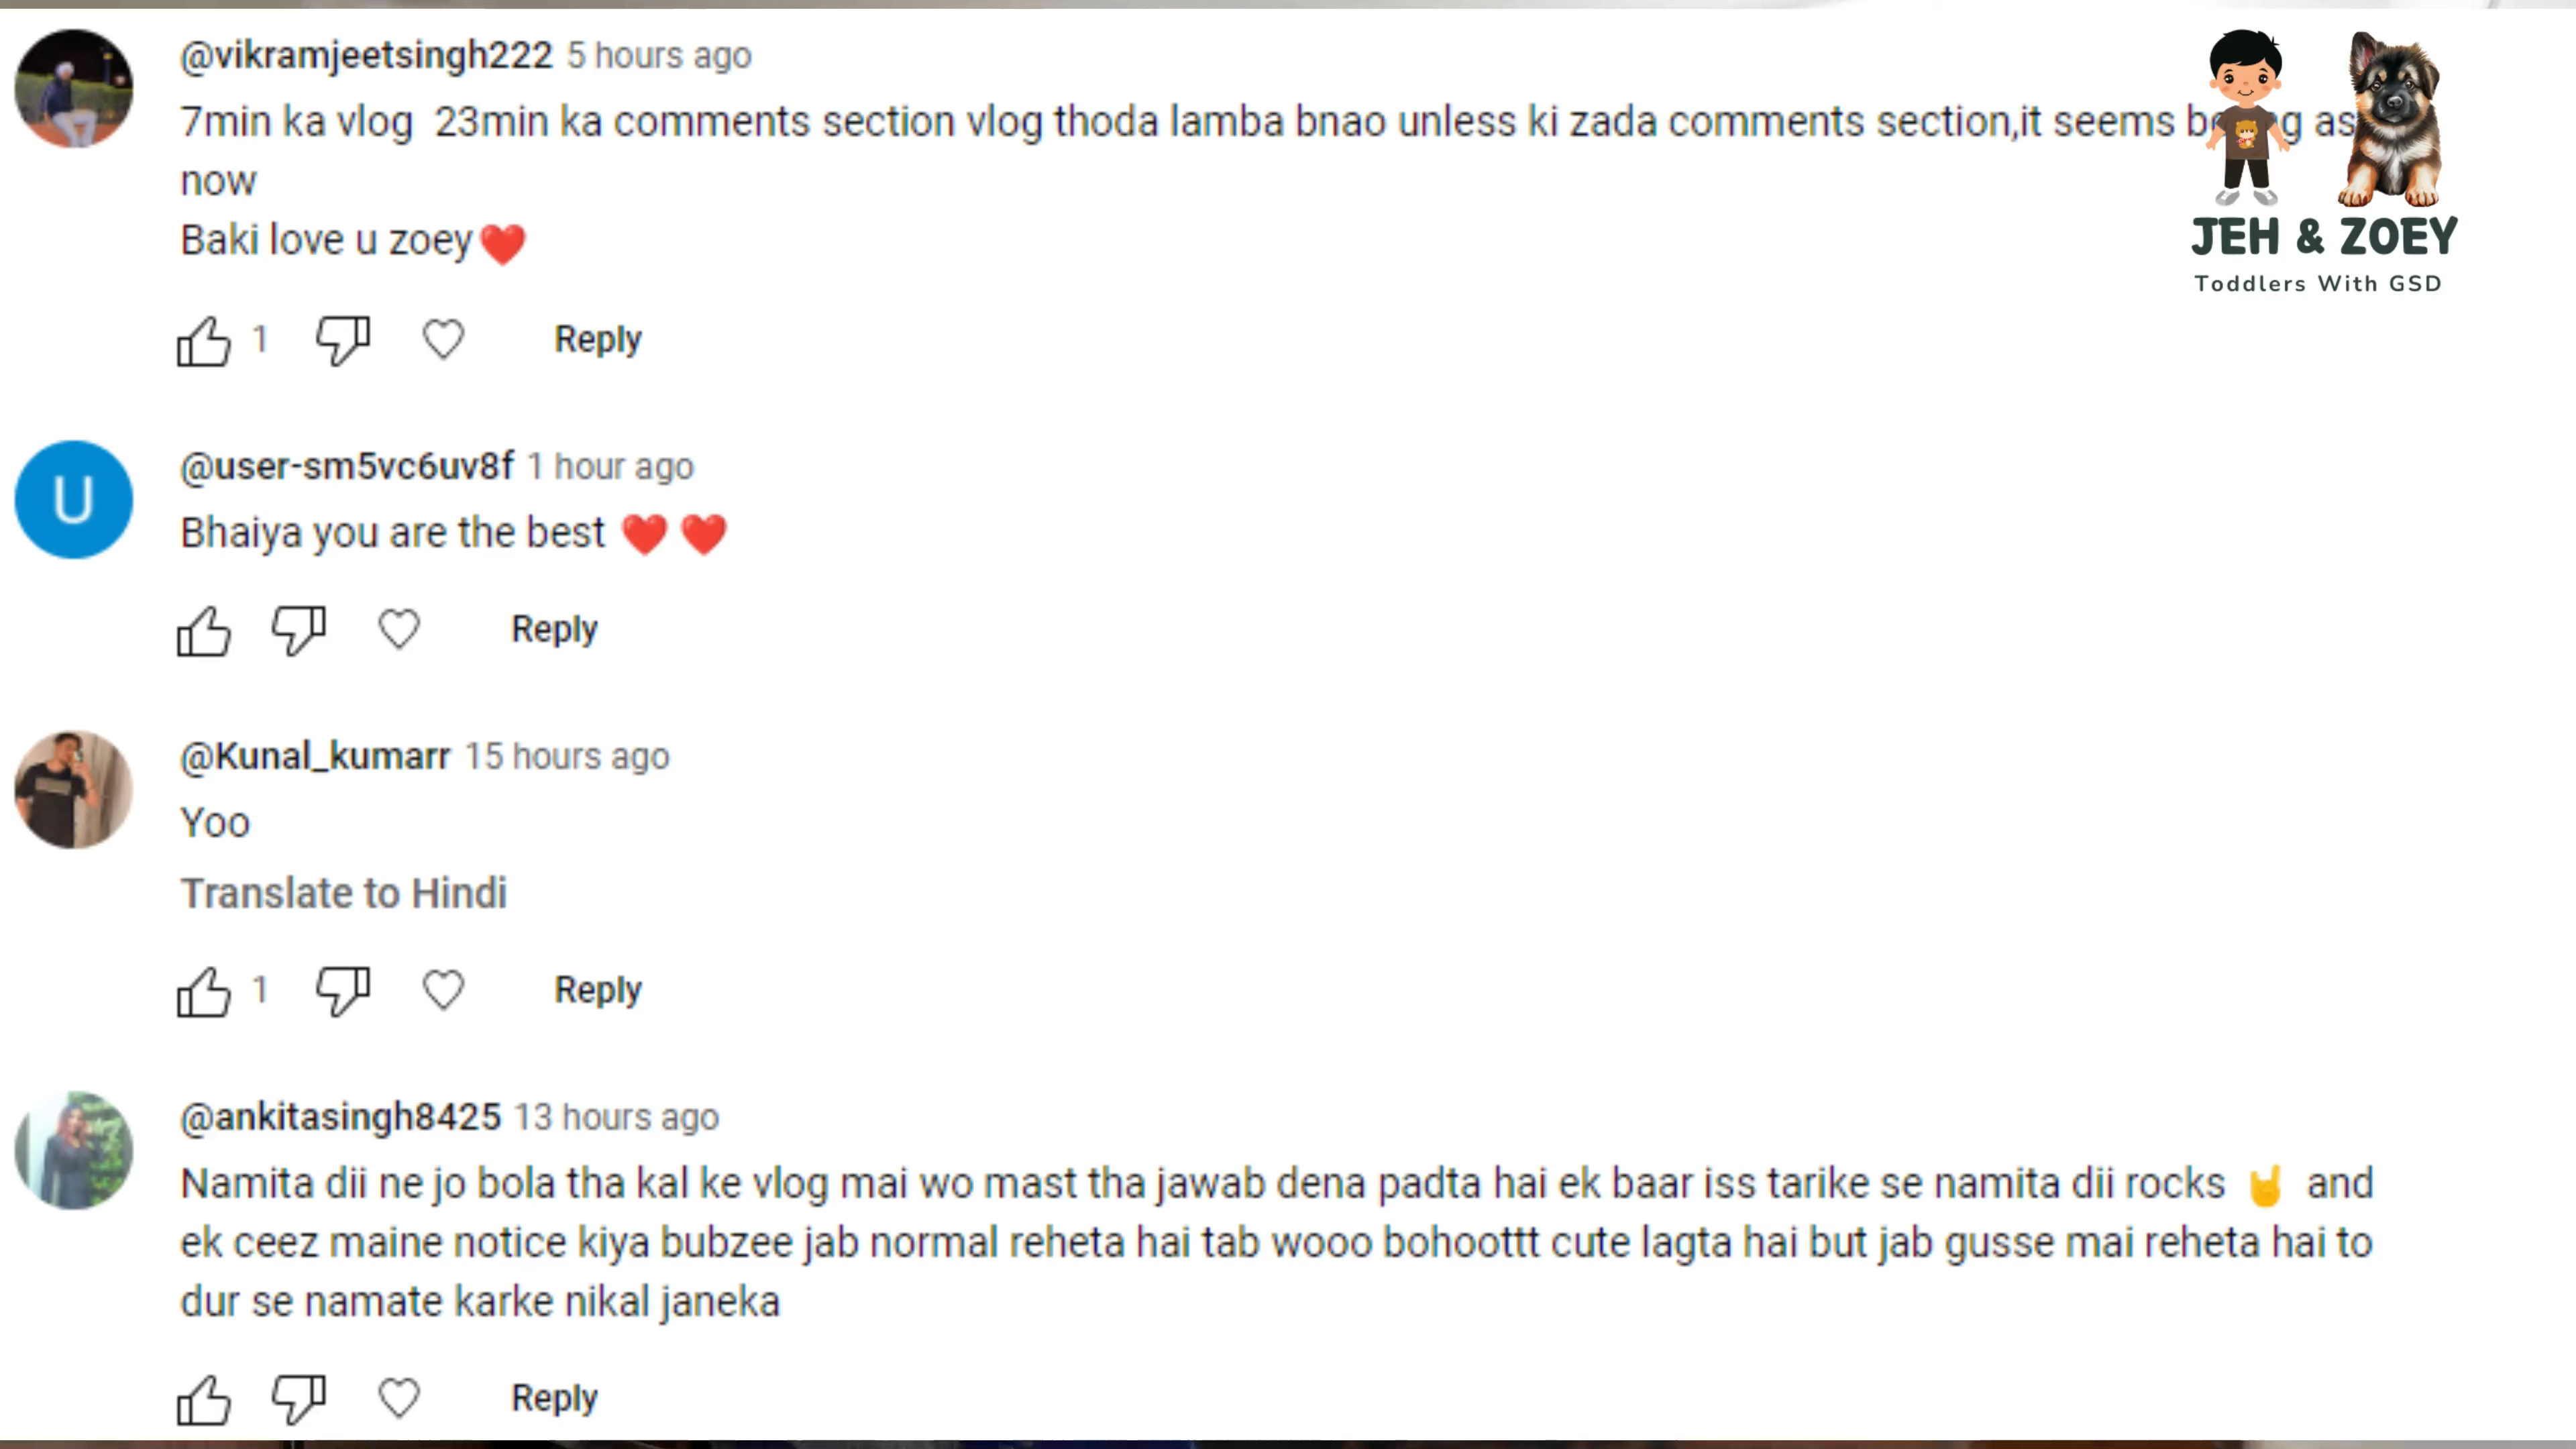 @vikramjeetsingh222 5 hours ago
7min ka vlog 23min ka comments section vlog thoda lamba bnao unless ki zada comments section,it seems as
now
Baki love u zoey❤️
1 Reply
JEH & ZOEY
Toddlers With GSD
U
@user-sm5vc6uv8f 1 hour ago
Bhaiya you are the best ❤️ ❤️
Reply
@Kunal_kumarr 15 hours ago
Yoo
Translate to Hindi
1 Reply
@ankitasingh8425 13 hours ago
Namita dii ne jo bola tha kal ke vlog mai wo mast tha jawab dena padta hai ek baar iss tarike se namita dii rocks 🤘 and
ek ceez maine notice kiya bubzee jab normal reheta hai tab wooo bohoottt cute lagta hai but jab gusse mai reheta hai to
dur se namate karke nikal janeka
Reply